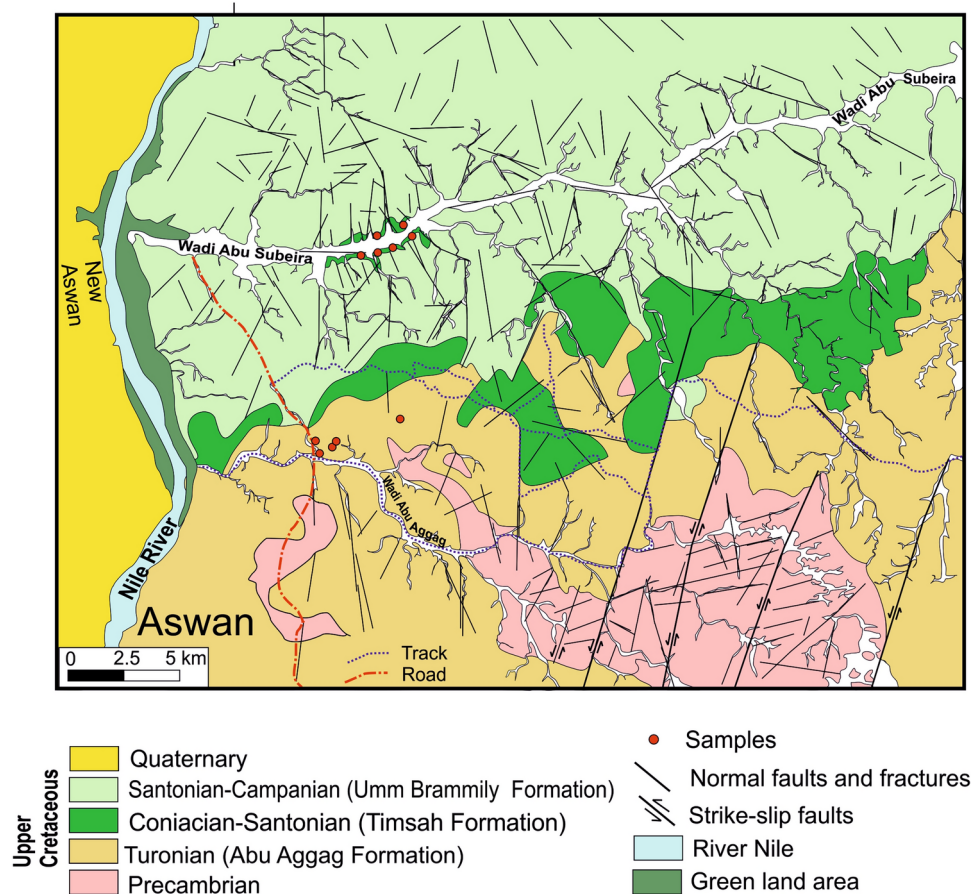 Wadi Abu Subeira
Wadi Abu Subeira
New
Aswan
Wadi Abu Aggag
Nile River
Aswan
0 2.5 5 km
Track
Road
Quaternary
Santonian-Campanian (Umm Brammily Formation)
Coniacian-Santonian (Timsah Formation)
Turonian (Abu Aggag Formation)
Precambrian
Upper
Cretaceous
Samples
Normal faults and fractures
Strike-slip faults
River Nile
Green land area